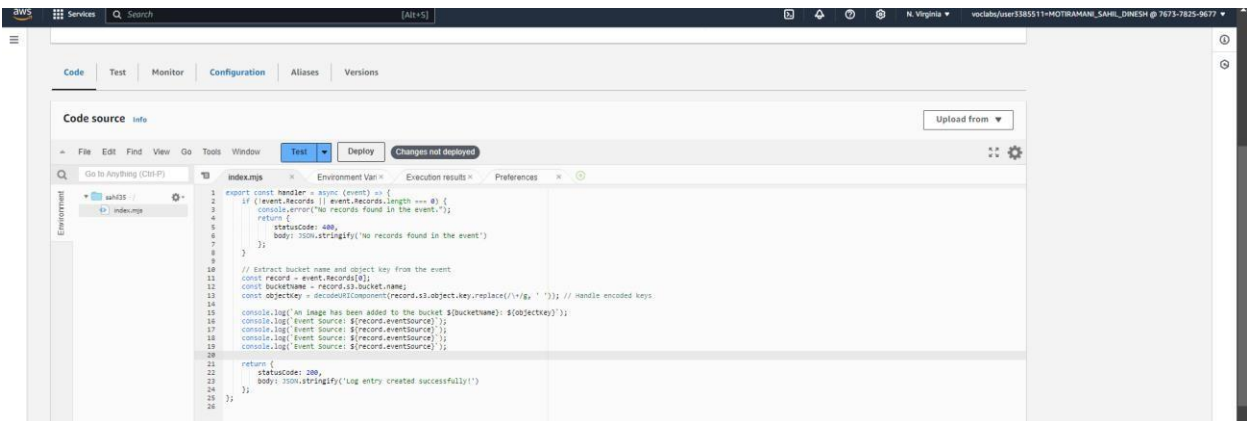 aws Services Search [Alt+S] N. Virginia voclabs/user3385511=MOTIRAMANI_SAHIL_DINESH @ 7673-7825-9677
Code Test Monitor Configuration Aliases Versions
Code source Info Upload from
File Edit Find View Go Tools Window Test Deploy Changes not deployed
Go to Anything (Ctrl-P) index.mjs Environment Vari Execution results Preferences
Environment
sahil35 - /
index.mjs
1 export const handler = async (event) => {
2 if (!event.Records || event.Records.length === 0) {
3 console.error("No records found in the event.");
4 return {
5 statusCode: 400,
6 body: JSON.stringify('No records found in the event')
7 };
8 }
9
10 // Extract bucket name and object key from the event
11 const record = event.Records[0];
12 const bucketName = record.s3.bucket.name;
13 const objectKey = decodeURIComponent(record.s3.object.key.replace(/\+/g, ' ')); // Handle encoded keys
14
15 console.log(`An image has been added to the bucket ${bucketName}: ${objectKey}`);
16 console.log(`Event Source: ${record.eventSource}`);
17 console.log(`Event Source: ${record.eventSource}`);
18 console.log(`Event Source: ${record.eventSource}`);
19 console.log(`Event Source: ${record.eventSource}`);
20
21 return {
22 statusCode: 200,
23 body: JSON.stringify('Log entry created successfully!')
24 };
25 };
26